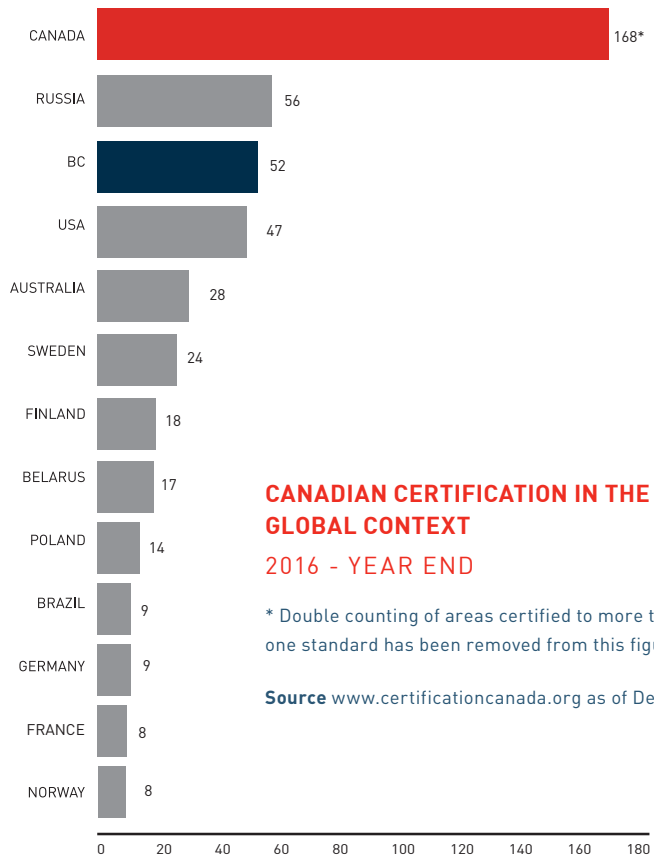 CANADA 168*
RUSSIA 56
BC 52
USA 47
AUSTRALIA 28
SWEDEN 24
FINLAND 18
BELARUS 17
POLAND 14
BRAZIL 9
GERMANY 9
FRANCE 8
NORWAY 8
CANADIAN CERTIFICATION IN THE
GLOBAL CONTEXT
2016 - YEAR END
* Double counting of areas certified to more
one standard has been removed from this
Source www.certificationcanada.org as of
0 20 40 60 80 100 120 140 160 180